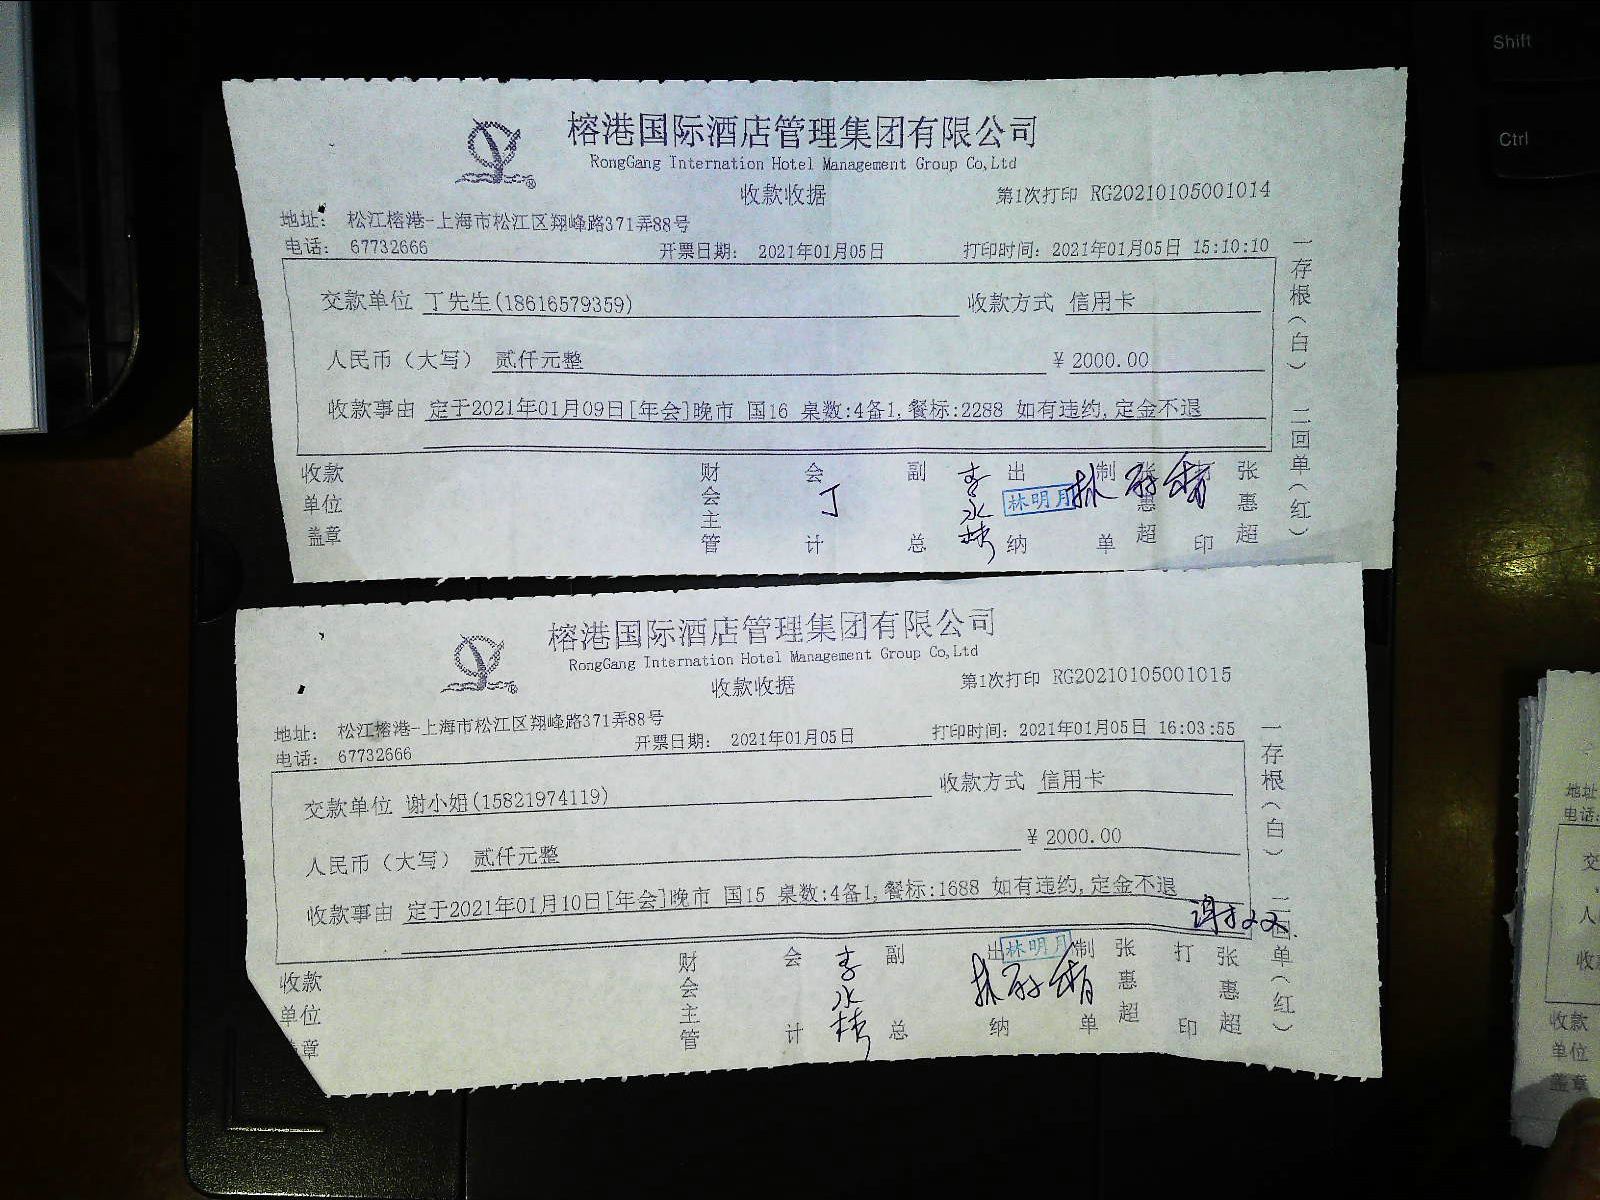 Shift
Ctrl
榕港国际酒店管理集团有限公司
RongGang Internation Hotel Management Group Co,Ltd
收款收据
第1次打印 RG20210105001014
地址： 松江榕港-上海市松江区翔峰路371弄88号
电话： 67732666
开票日期： 2021年01月05日
打印时间：2021年01月05日 15:10:10
交款单位 丁先生(18616579359)
收款方式 信用卡
人民币（大写） 贰仟元整
¥ 2000.00
收款事由 定于2021年01月09日[年会]晚市 国16 桌数:4备1,餐标:2288 如有违约,定金不退
一存根（白） 二回单（红）
收款单位盖章
财会主管
会计
丁
副总
出纳
林明月
制单
张惠超
打印
张惠超
榕港国际酒店管理集团有限公司
RongGang Internation Hotel Management Group Co,Ltd
收款收据
第1次打印 RG20210105001015
地址： 松江榕港-上海市松江区翔峰路371弄88号
电话： 67732666
开票日期： 2021年01月05日
打印时间：2021年01月05日 16:03:55
交款单位 谢小姐(15821974119)
收款方式 信用卡
人民币（大写） 贰仟元整
¥ 2000.00
收款事由 定于2021年01月10日[年会]晚市 国15 桌数:4备1,餐标:1688 如有违约,定金不退
一存根（白） 二回单（红）
收款单位盖章
财会主管
会计
副总
出纳
林明月
制单
张惠超
打印
张惠超
地址
电话:
交
人
收
收款
单位
盖章